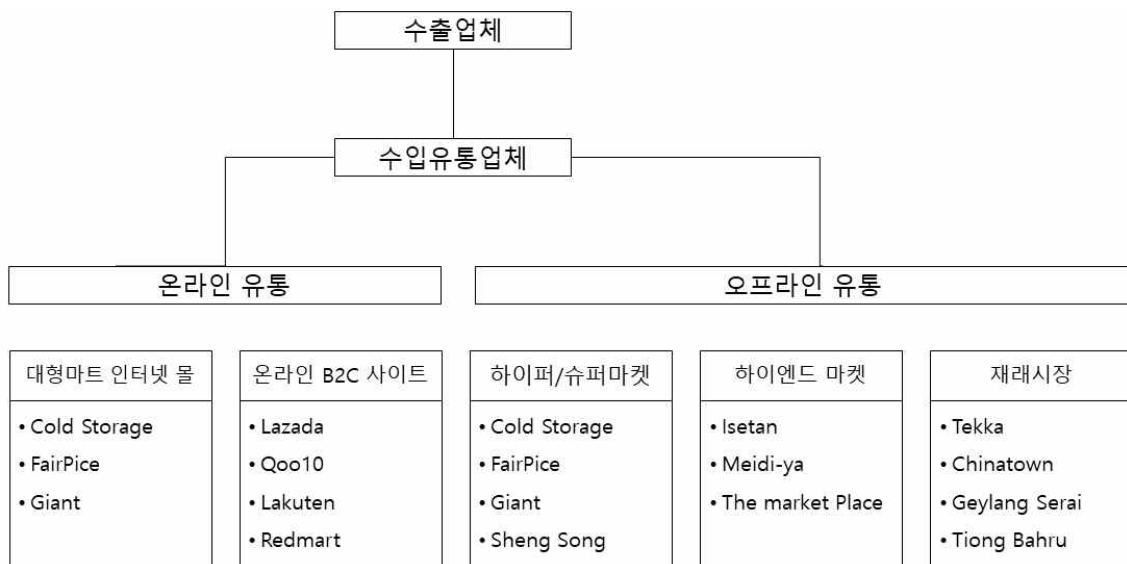 수출업체
수입유통업체
온라인 유통
오프라인 유통
대형마트 인터넷 몰
• Cold Storage
• FairPice
• Giant
온라인 B2C 사이트
• Lazada
• Qoo10
• Lakuten
• Redmart
하이퍼/슈퍼마켓
• Cold Storage
• FairPice
• Giant
• Sheng Song
하이엔드 마켓
• Isetan
• Meidi-ya
• The market Place
재래시장
• Tekka
• Chinatown
• Geylang Serai
• Tiong Bahru